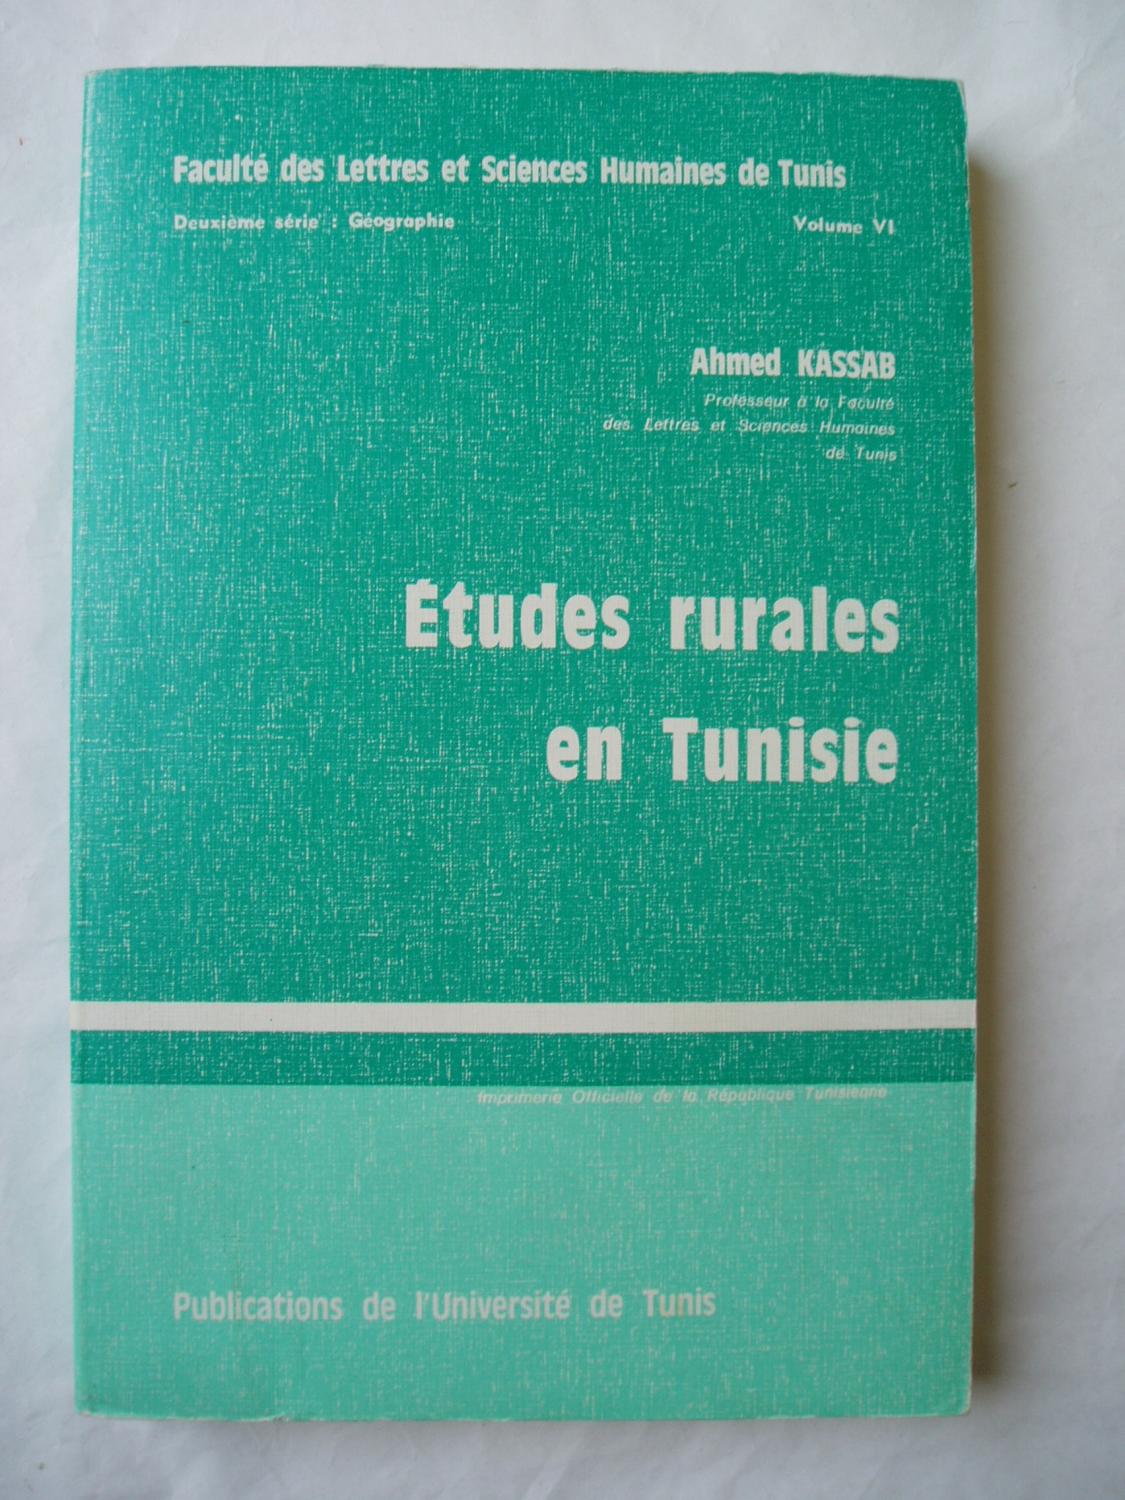 Faculté des Lettres et Sciences Humaines de Tunis
Deuxième série : Géographie Volume VI
Ahmed KASSAB
Professeur à la Faculté
des Lettres et Sciences Humaines
de Tunis
Études rurales
en Tunisie
Imprimerie Officielle de la République Tunisienne
Publications de l'Université de Tunis